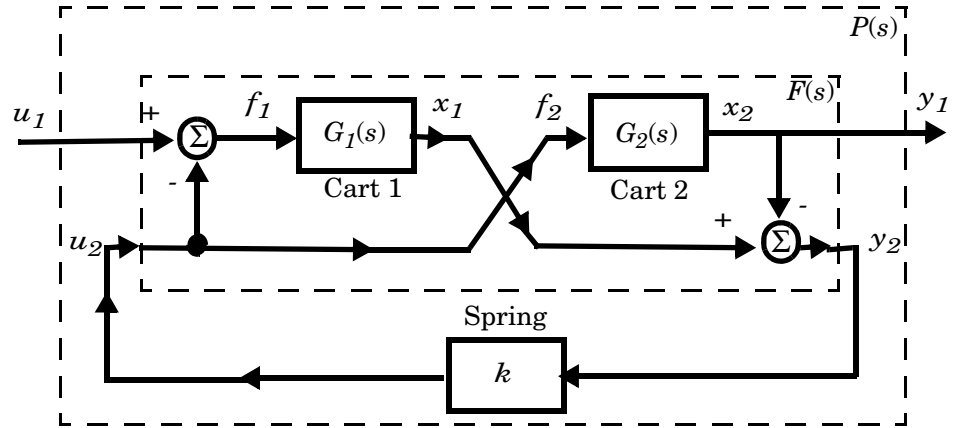 P(s)
F(s)
u1
+
Σ
-
f1
G1(s)
Cart 1
x1
f2
G2(s)
Cart 2
x2
y1
u2
+
-
Σ
y2
Spring
k